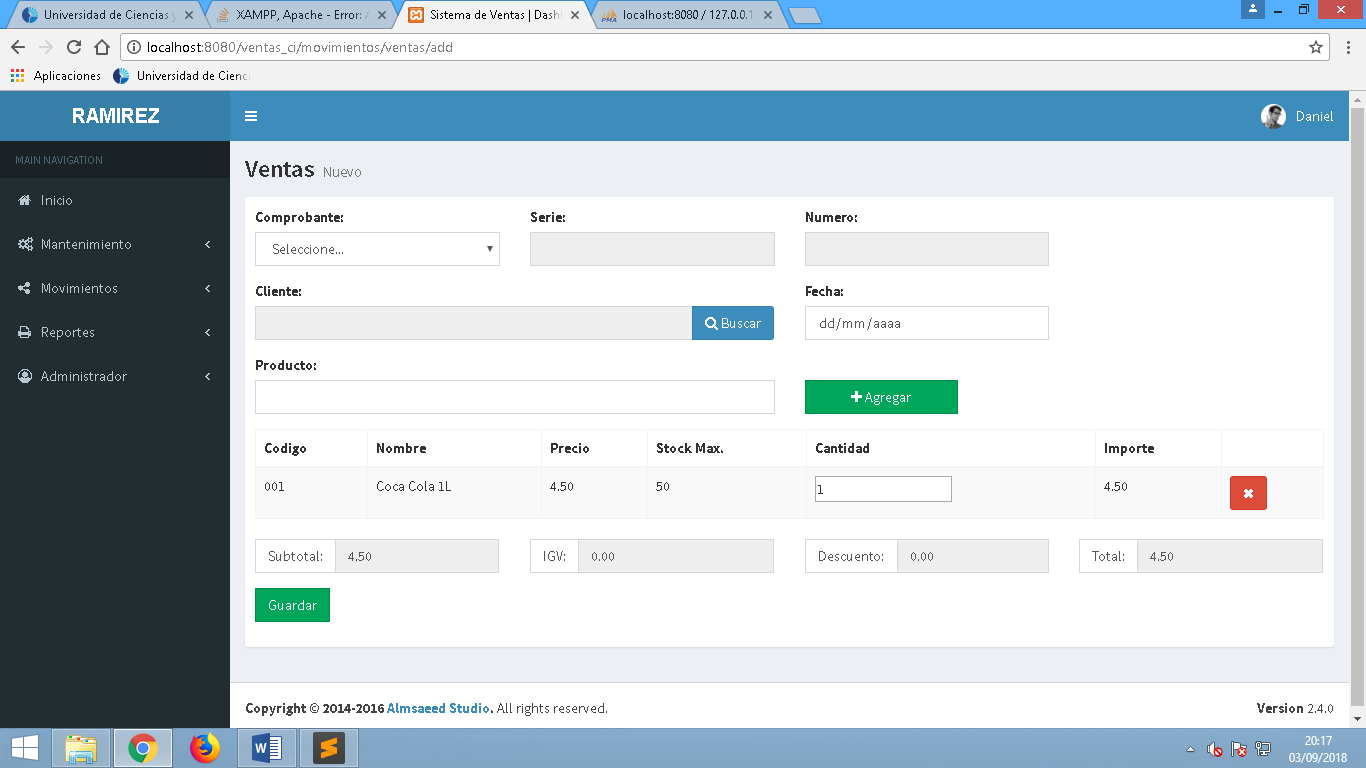 Universidad de Ciencias y
XAMPP, Apache - Error: A
Sistema de Ventas | Dash
localhost:8080 / 127.0.0.1
localhost:8080/ventas_ci/movimientos/ventas/add
Aplicaciones Universidad de Cienci
RAMIREZ
Daniel
MAIN NAVIGATION
Inicio
Mantenimiento
Movimientos
Reportes
Administrador
Ventas Nuevo
Comprobante: Serie: Numero:
Seleccione...
Cliente: Fecha:
Buscar dd/mm/aaaa
Producto:
Agregar
Codigo Nombre Precio Stock Max. Cantidad Importe
001 Coca Cola 1L 4.50 50 1 4.50
Subtotal: 4.50 IGV: 0.00 Descuento: 0.00 Total: 4.50
Guardar
Copyright © 2014-2016 Almsaeed Studio. All rights reserved. Version 2.4.0
20:17
03/09/2018